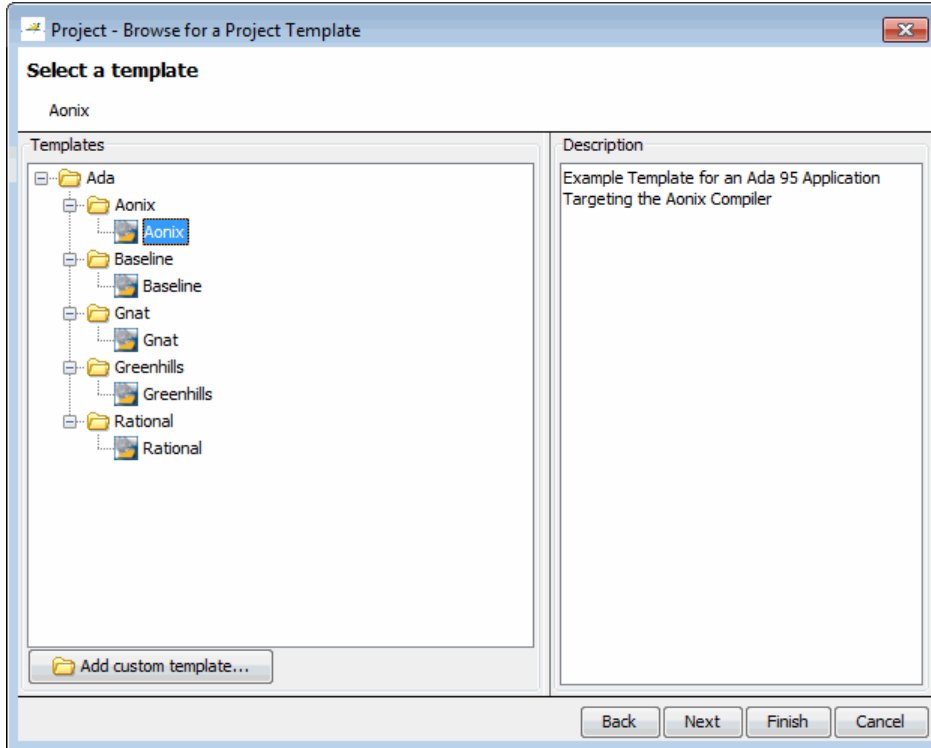 Project - Browse for a Project Template
Select a template
Aonix
Templates
Ada
Aonix
Aonix
Baseline
Baseline
Gnat
Gnat
Greenhills
Greenhills
Rational
Rational
Add custom template...
Description
Example Template for an Ada 95 Application
Targeting the Aonix Compiler
Back
Next
Finish
Cancel